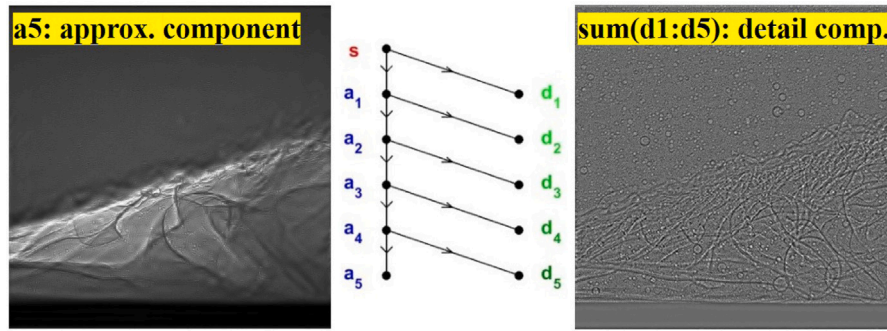 a5: approx. component
sum(d1:d5): detail comp.
s
a1
d1
a2
d2
a3
d3
a4
d4
a5
d5